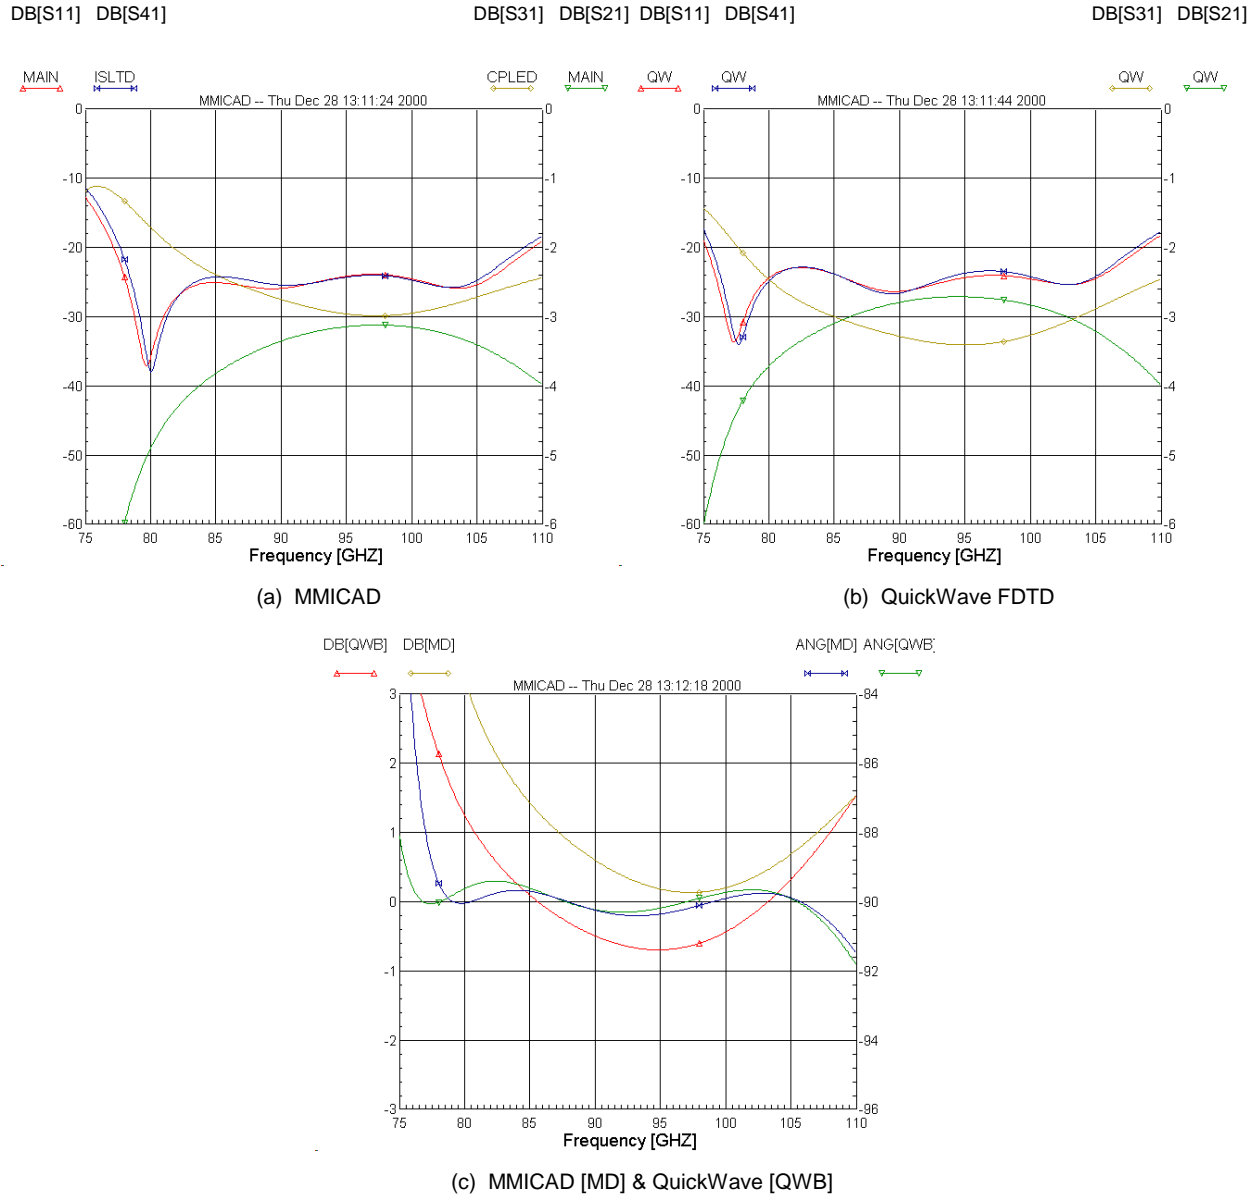 DB[S11] DB[S41] DB[S31] DB[S21] DB[S11] DB[S41] DB[S31] DB[S21]
MAIN ISLTD CPLED MAIN QW QW QW QW
MMICAD -- Thu Dec 28 13:11:24 2000
MMICAD -- Thu Dec 28 13:11:44 2000
0 0 0 0
-10 -1 -10 -1
-20 -2 -20 -2
-30 -3 -30 -3
-40 -4 -40 -4
-50 -5 -50 -5
-60 -6 -60 -6
75 80 85 90 95 100 105 110 75 80 85 90 95 100 105 110
Frequency [GHZ] Frequency [GHZ]
(a) MMICAD (b) QuickWave FDTD
DB[QWB] DB[MD] ANG[MD] ANG[QWB]
MMICAD -- Thu Dec 28 13:12:18 2000
3 -84
2 -86
1 -88
0 -90
-1 -92
-2 -94
-3 -96
75 80 85 90 95 100 105 110
Frequency [GHZ]
(c) MMICAD [MD] & QuickWave [QWB]